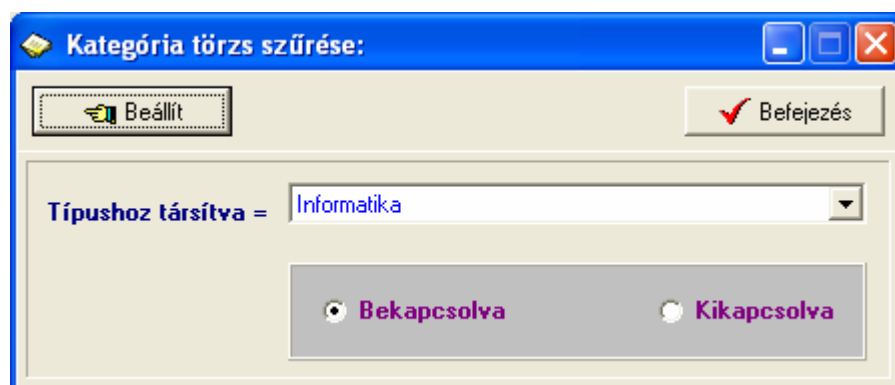 Kategória törzs szűrése:
Beállít Befejezés
Típushoz társítva = Informatika
Bekapcsolva Kikapcsolva